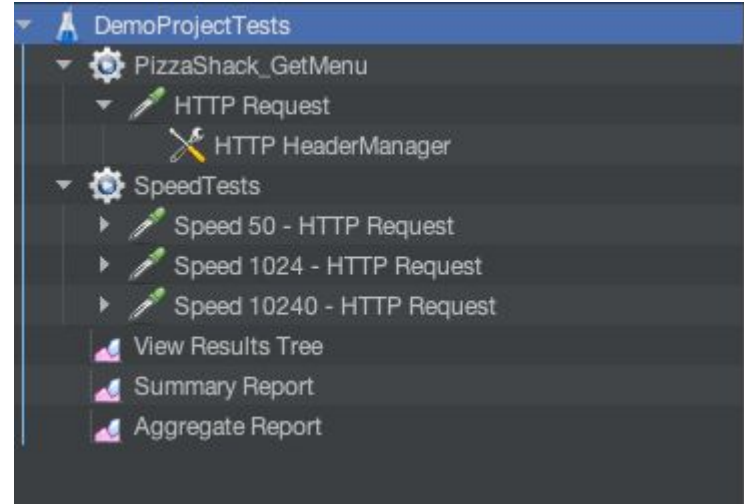 DemoProjectTests
PizzaShack_GetMenu
HTTP Request
HTTP HeaderManager
SpeedTests
Speed 50 - HTTP Request
Speed 1024 - HTTP Request
Speed 10240 - HTTP Request
View Results Tree
Summary Report
Aggregate Report